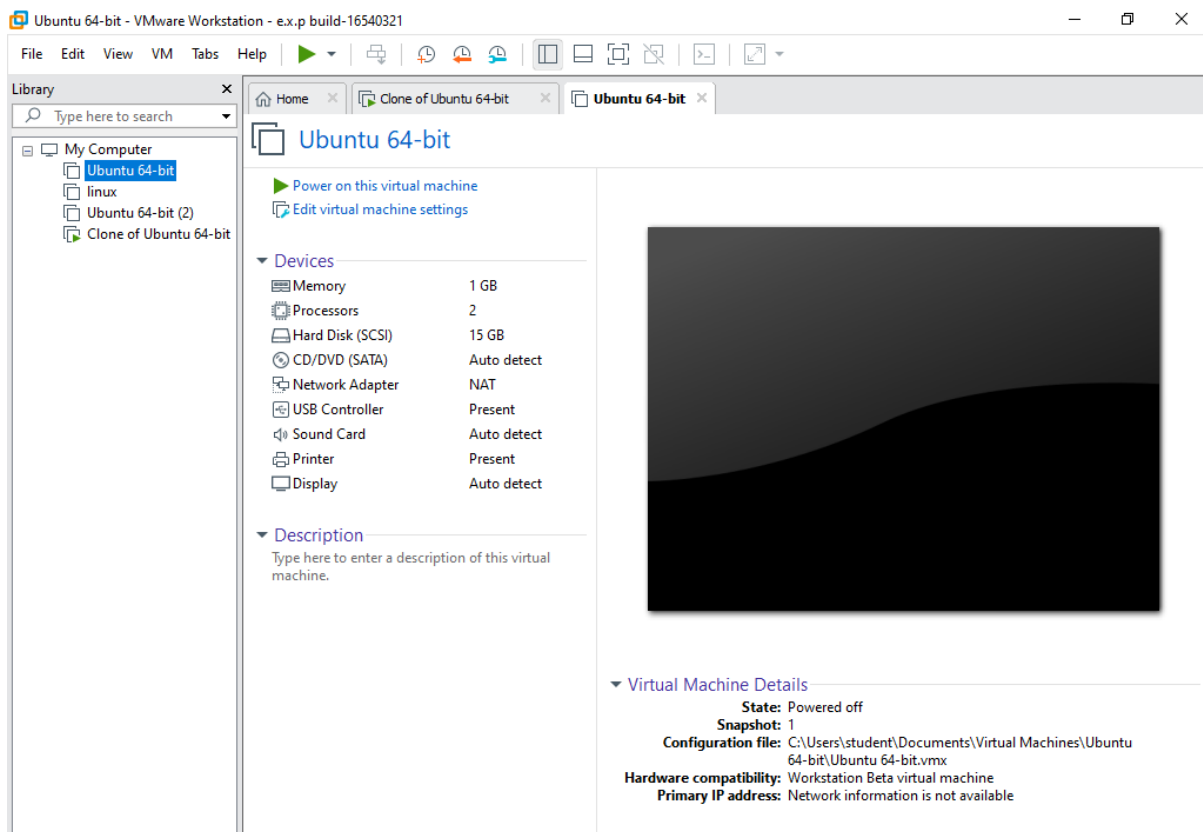 Ubuntu 64-bit - VMware Workstation - e.x.p build-16540321
File Edit View VM Tabs Help
Library
Type here to search
My Computer
Ubuntu 64-bit
linux
Ubuntu 64-bit (2)
Clone of Ubuntu 64-bit
Home
Clone of Ubuntu 64-bit
Ubuntu 64-bit
Ubuntu 64-bit
Power on this virtual machine
Edit virtual machine settings
Devices
Memory 1 GB
Processors 2
Hard Disk (SCSI) 15 GB
CD/DVD (SATA) Auto detect
Network Adapter NAT
USB Controller Present
Sound Card Auto detect
Printer Present
Display Auto detect
Description
Type here to enter a description of this virtual
machine.
Virtual Machine Details
State: Powered off
Snapshot: 1
Configuration file: C:\Users\student\Documents\Virtual Machines\Ubuntu
64-bit\Ubuntu 64-bit.vmx
Hardware compatibility: Workstation Beta virtual machine
Primary IP address: Network information is not available